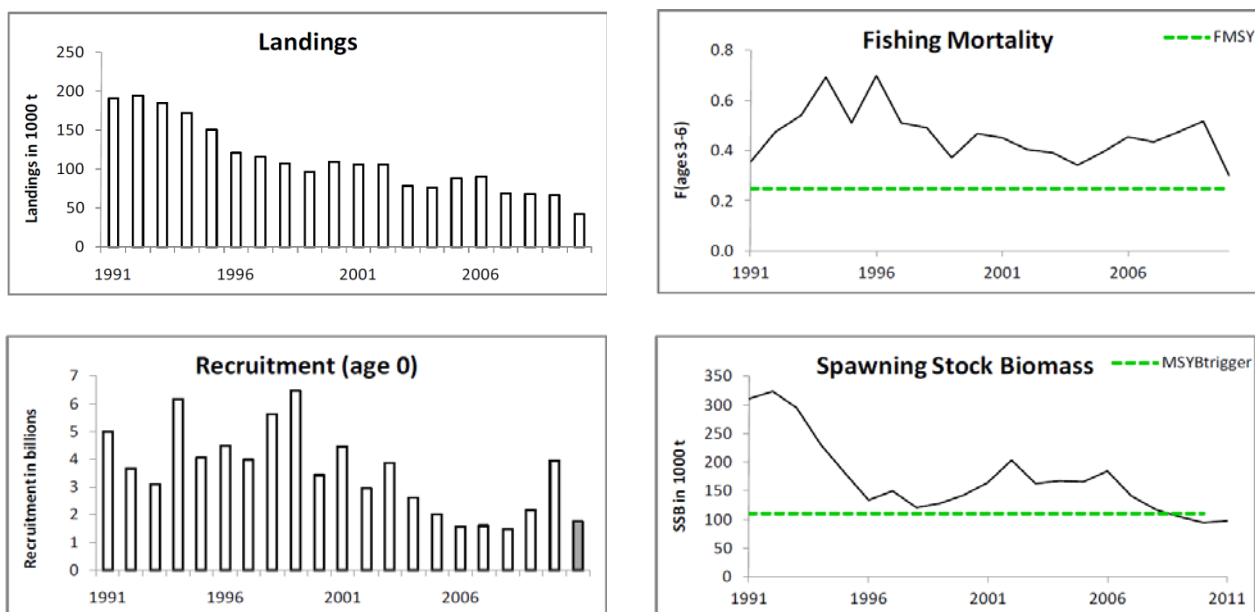 Landings
Landings in 1000 t
250
200
150
100
50
0
1991 1996 2001 2006
Fishing Mortality
FMSY
F(ages 3-6)
0.8
0.6
0.4
0.2
0.0
1991 1996 2001 2006
Recruitment (age 0)
Recruitment in billions
7
6
5
4
3
2
1
0
1991 1996 2001 2006
Spawning Stock Biomass
MSYBtrigger
SSB in 1000 t
350
300
250
200
150
100
50
0
1991 1996 2001 2006 2011